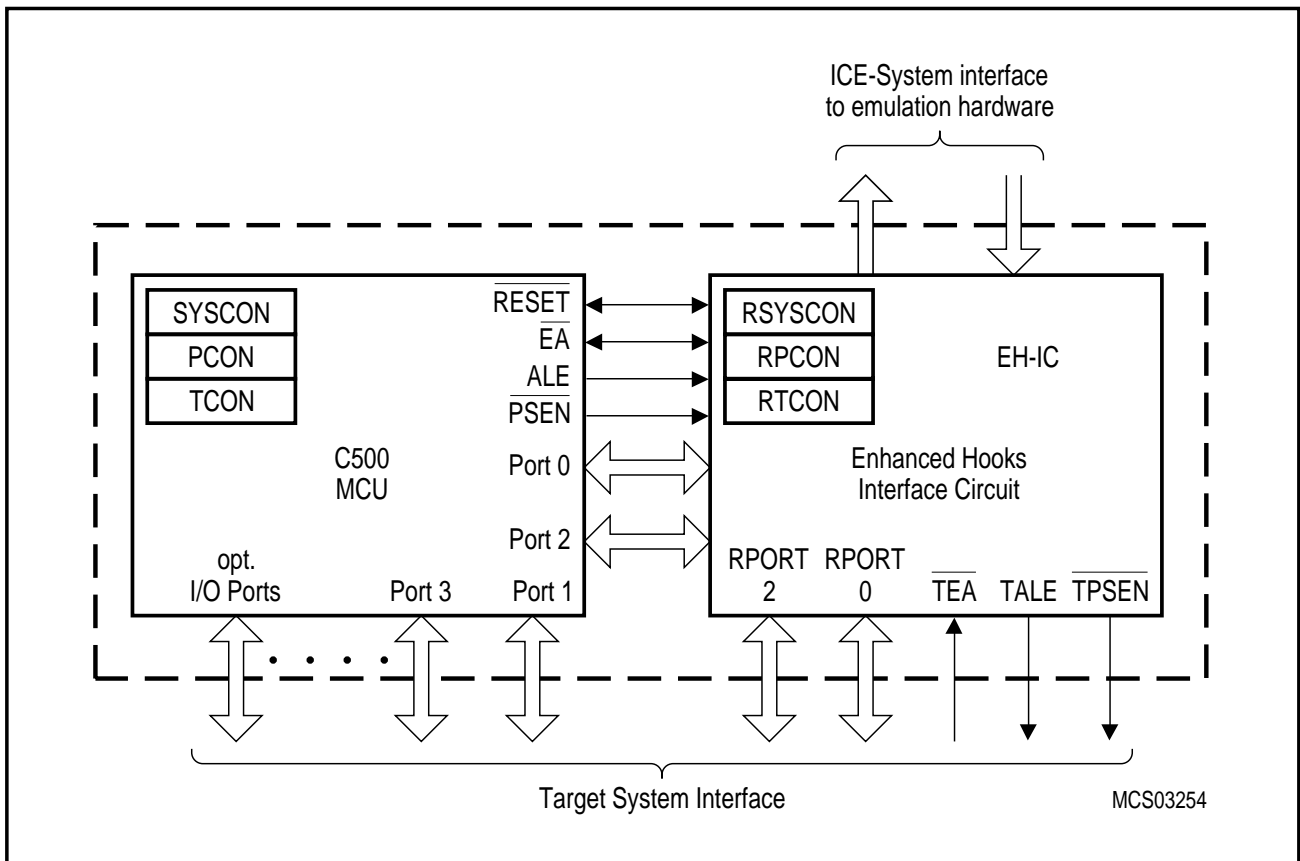 ICE-System interface
to emulation hardware
SYSCON
PCON
TCON
RESET
EA
ALE
PSEN
C500
MCU
Port 0
Port 2
opt.
I/O Ports
Port 3
Port 1
RSYSCON
RPCON
RTCON
EH-IC
Enhanced Hooks
Interface Circuit
RPORT
2
RPORT
0
TEA
TALE
TPSEN
Target System Interface
MCS03254